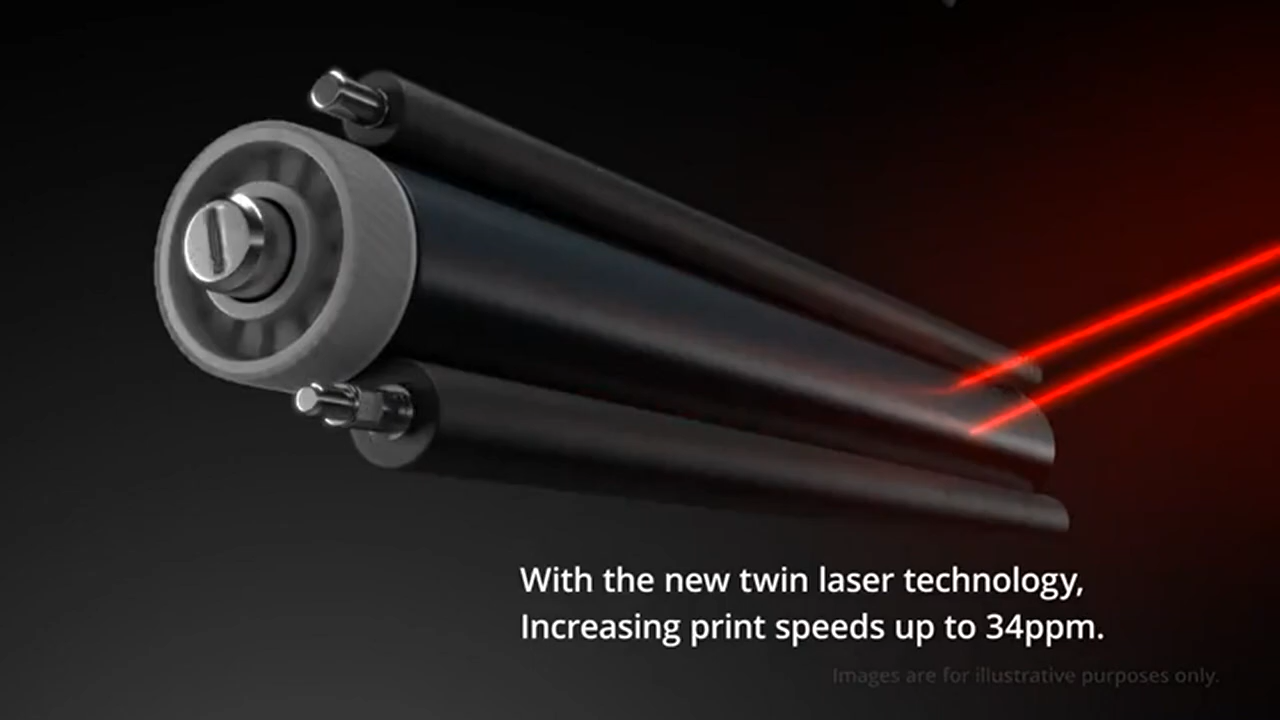 With the new twin laser technology,
Increasing print speeds up to 34ppm.
Images are for illustrative purposes only.